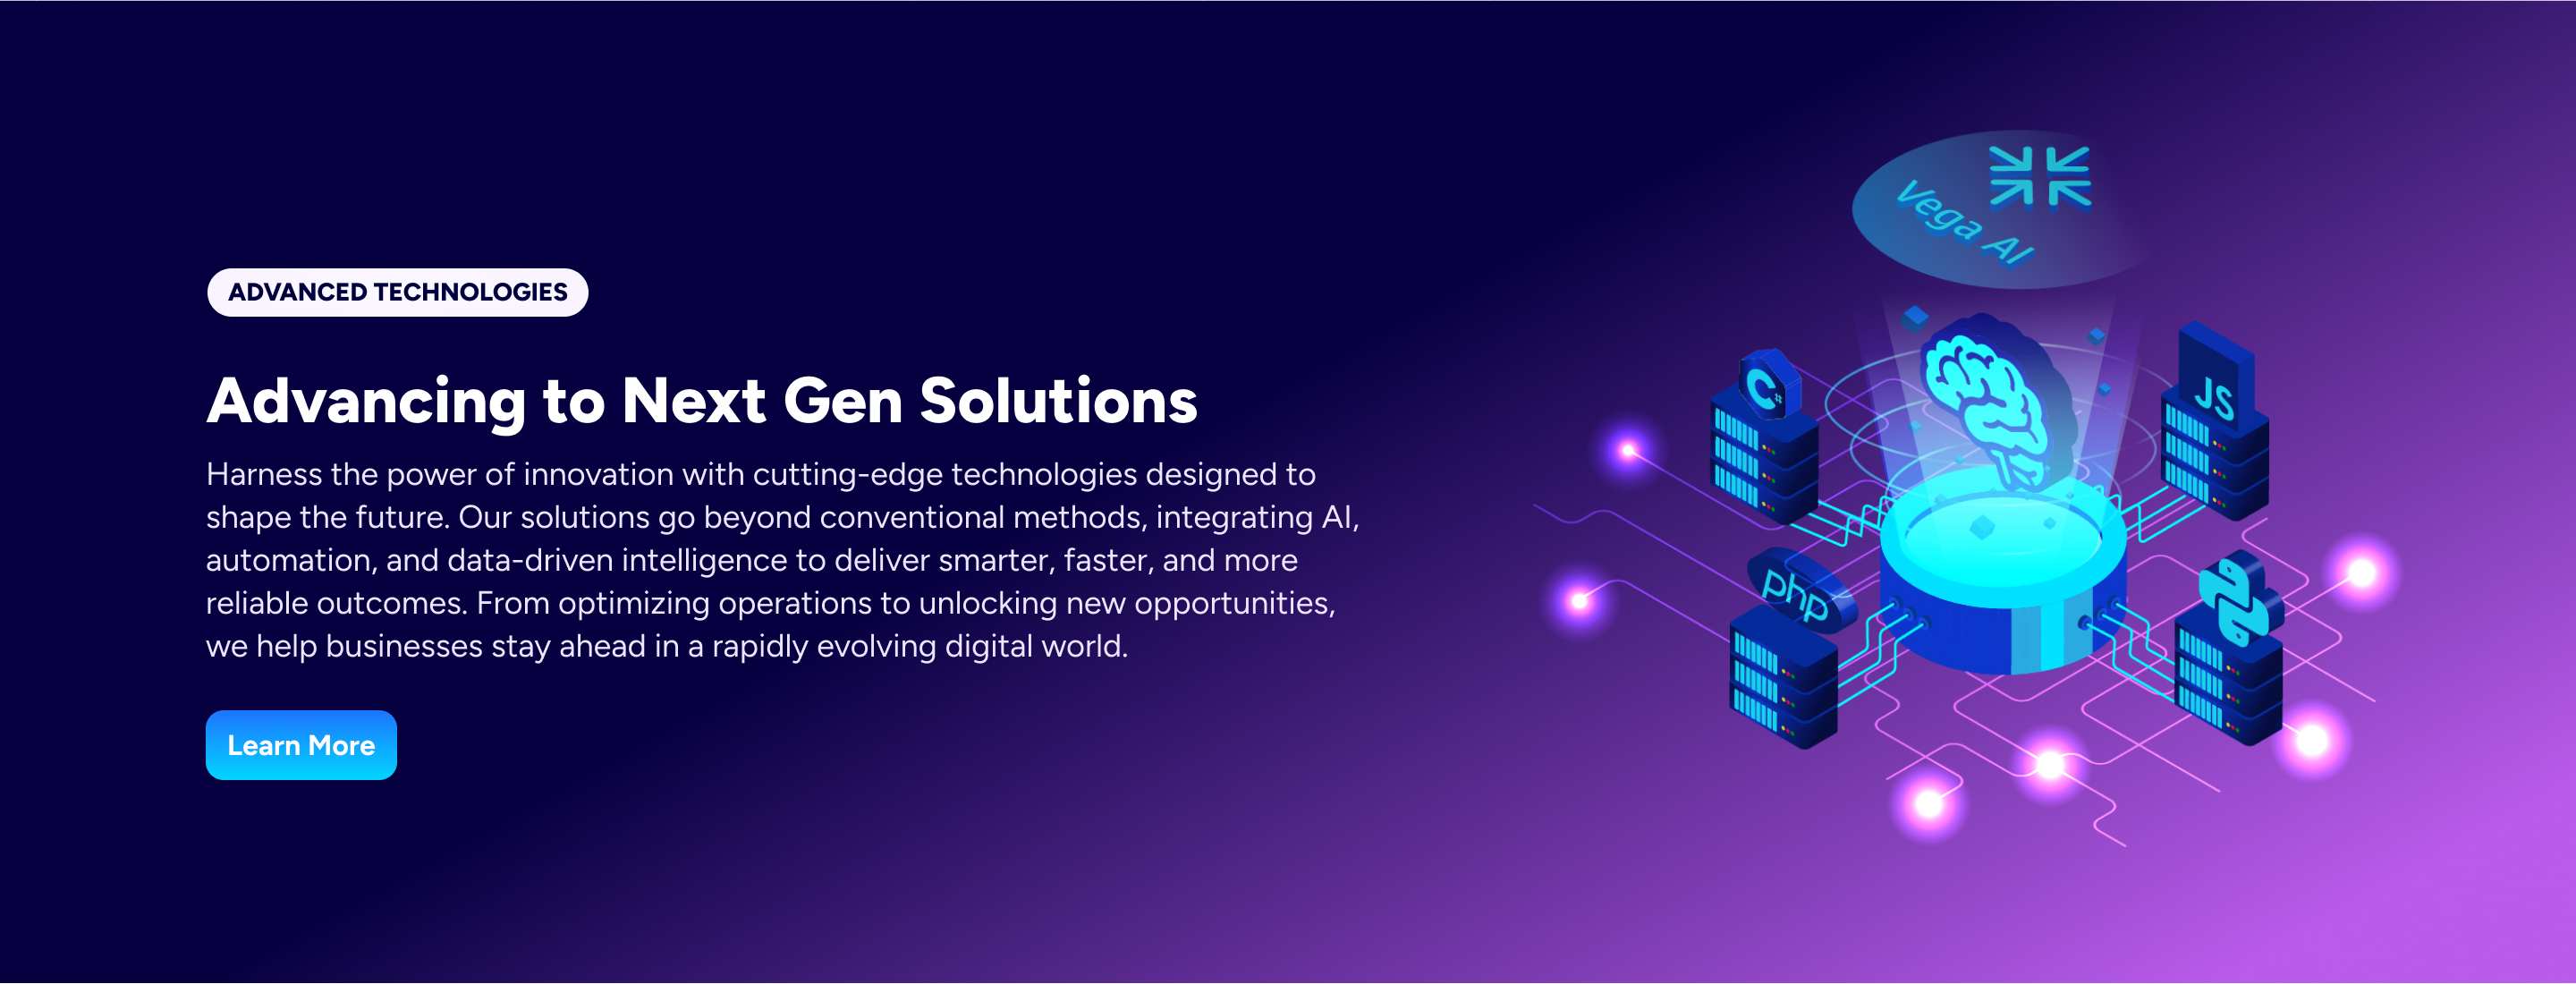 ADVANCED TECHNOLOGIES
Advancing to Next Gen Solutions
Harness the power of innovation with cutting-edge technologies designed to
shape the future. Our solutions go beyond conventional methods, integrating AI,
automation, and data-driven intelligence to deliver smarter, faster, and more
reliable outcomes. From optimizing operations to unlocking new opportunities,
we help businesses stay ahead in a rapidly evolving digital world.
Learn More
Vega AI
C#
JS
php